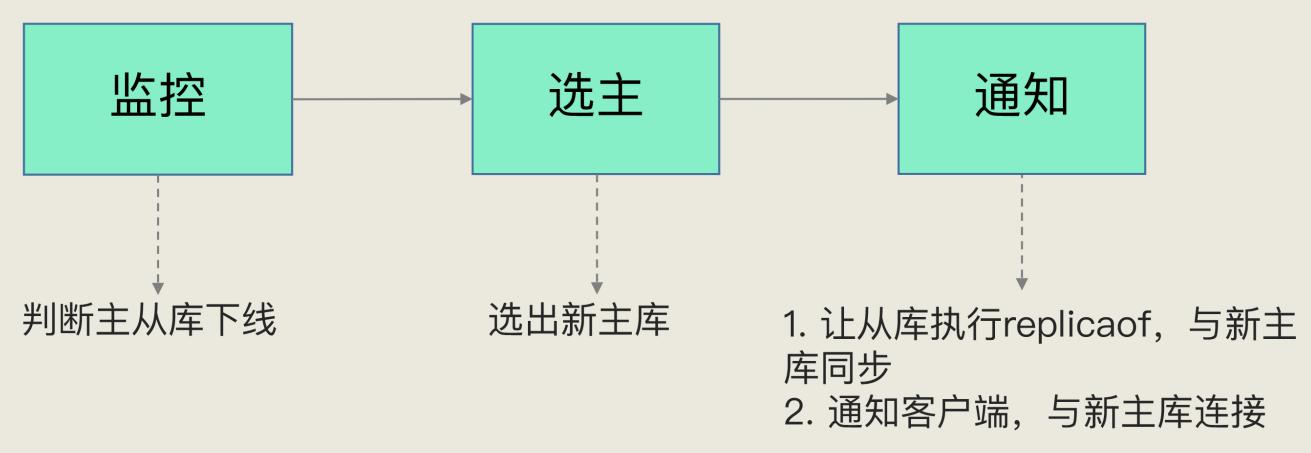 监控
选主
通知
判断主从库下线
选出新主库
1. 让从库执行replicaof，与新主
库同步
2. 通知客户端，与新主库连接